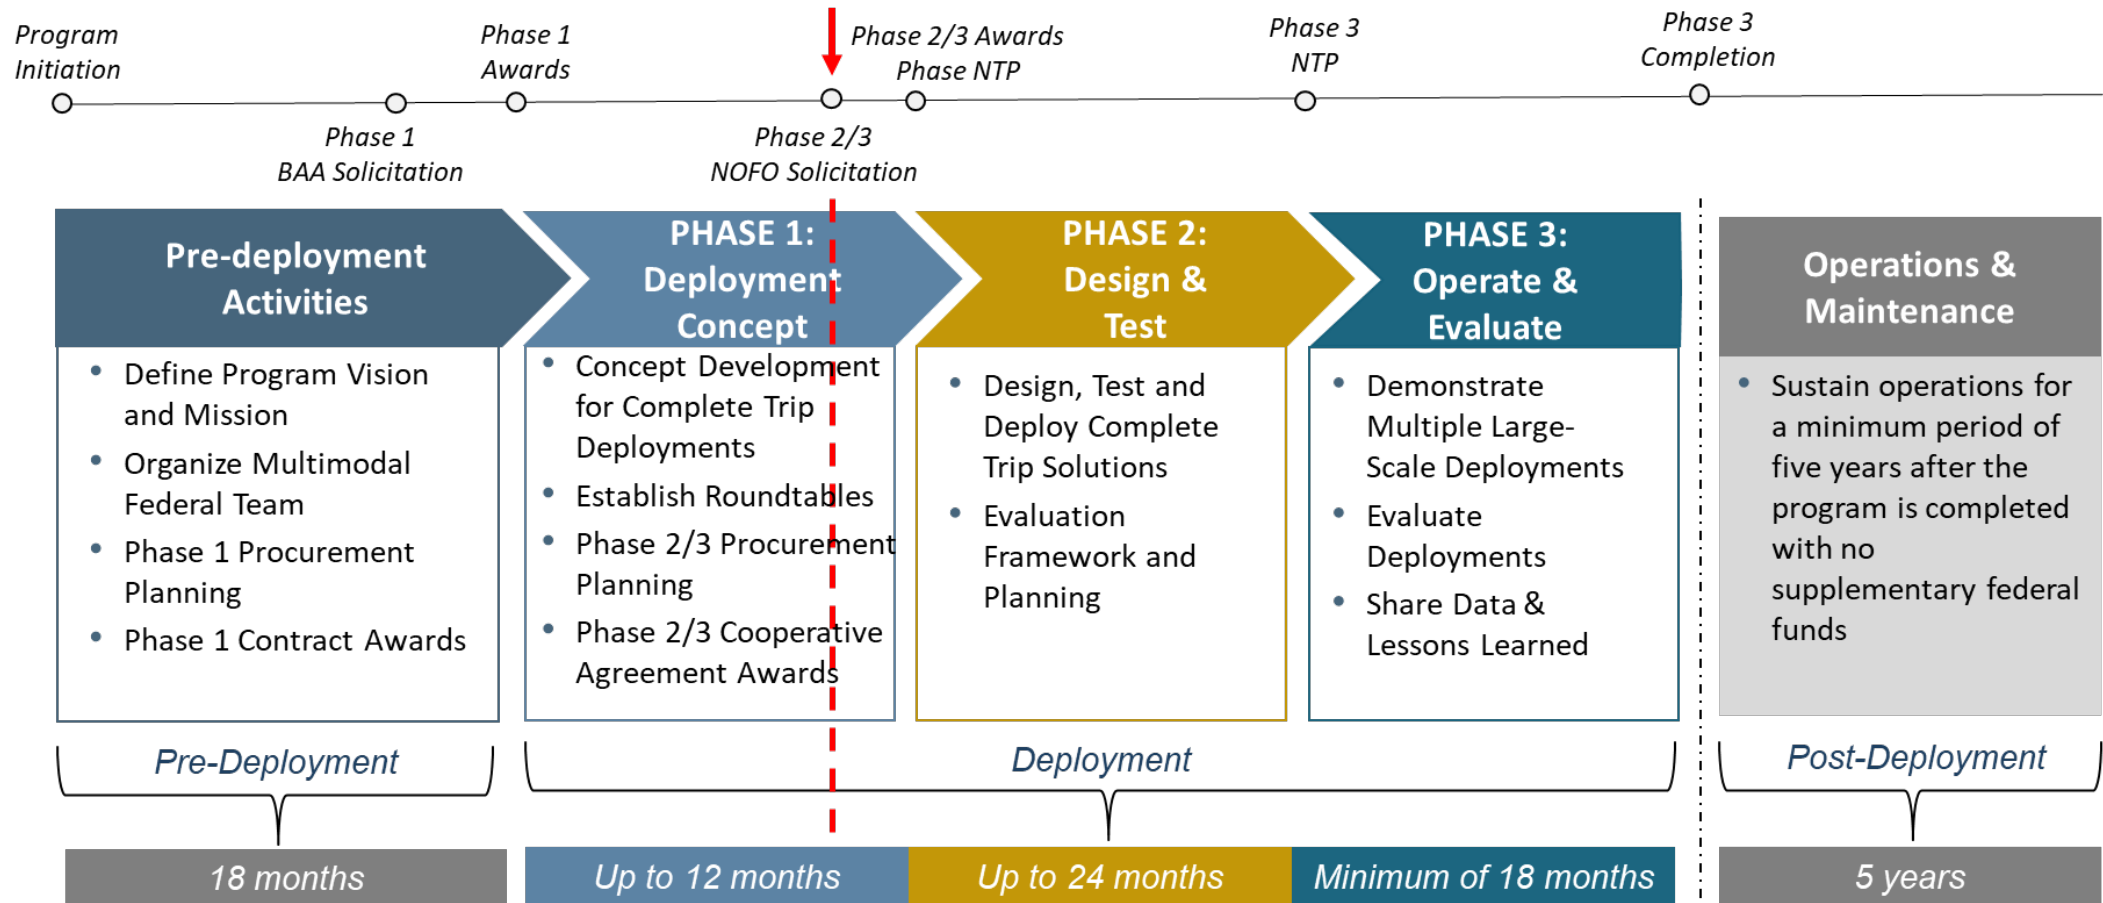 Program
Initiation
Phase 1
Awards
Phase 2/3 Awards
Phase NTP
Phase 3
NTP
Phase 3
Completion
Phase 1
BAA Solicitation
Phase 2/3
NOFO Solicitation
Pre-deployment
Activities
• Define Program Vision
and Mission
• Organize Multimodal
Federal Team
• Phase 1 Procurement
Planning
• Phase 1 Contract Awards
PHASE 1:
Deployment
Concept
• Concept Development
for Complete Trip
Deployments
• Establish Roundtables
• Phase 2/3 Procurement
Planning
• Phase 2/3 Cooperative
Agreement Awards
PHASE 2:
Design &
Test
• Design, Test and
Deploy Complete
Trip Solutions
• Evaluation
Framework and
Planning
PHASE 3:
Operate &
Evaluate
• Demonstrate
Multiple Large-
Scale Deployments
• Evaluate
Deployments
• Share Data &
Lessons Learned
Operations &
Maintenance
• Sustain operations for
a minimum period of
five years after the
program is completed
with no
supplementary federal
funds
Pre-Deployment
Deployment
Post-Deployment
18 months
Up to 12 months
Up to 24 months
Minimum of 18 months
5 years